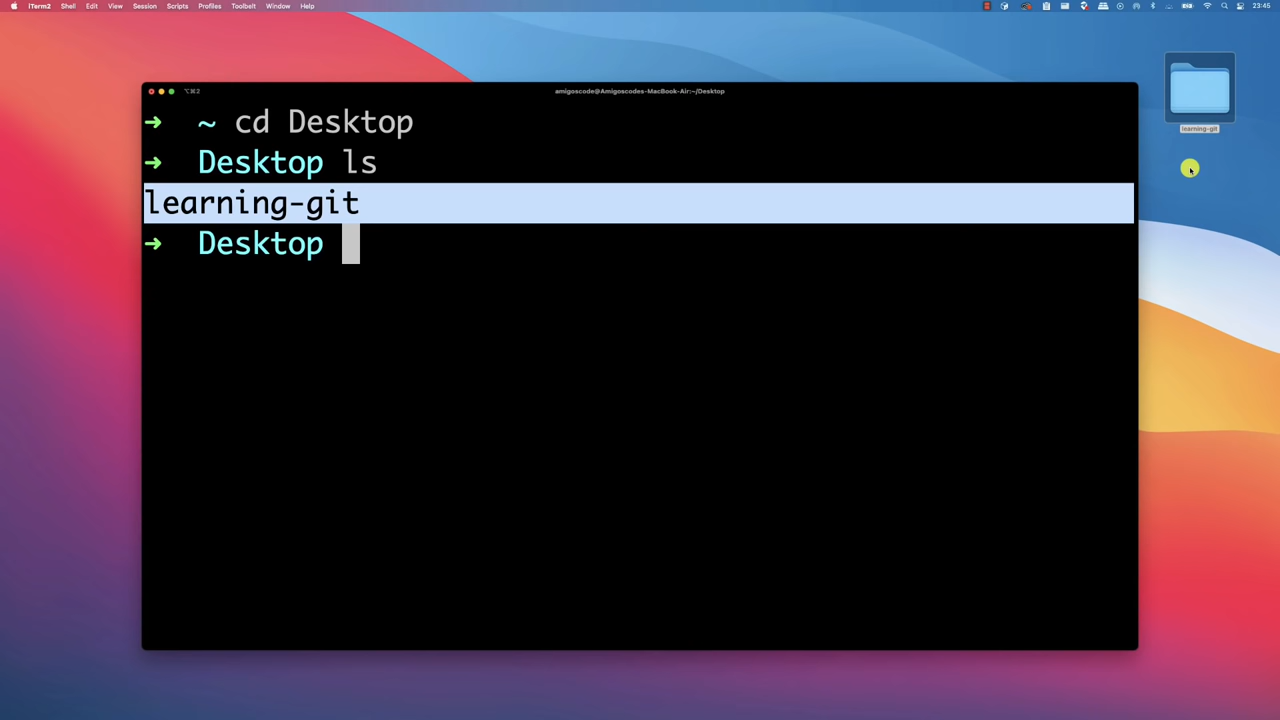 iTerm2 Shell Edit View Session Scripts Profiles Toolbelt Window Help 23:45
⌥⌘2 amigoscode@Amigoscodes-MacBook-Air:~/Desktop
➜ ~ cd Desktop
➜ Desktop ls
learning-git
➜ Desktop
learning-git